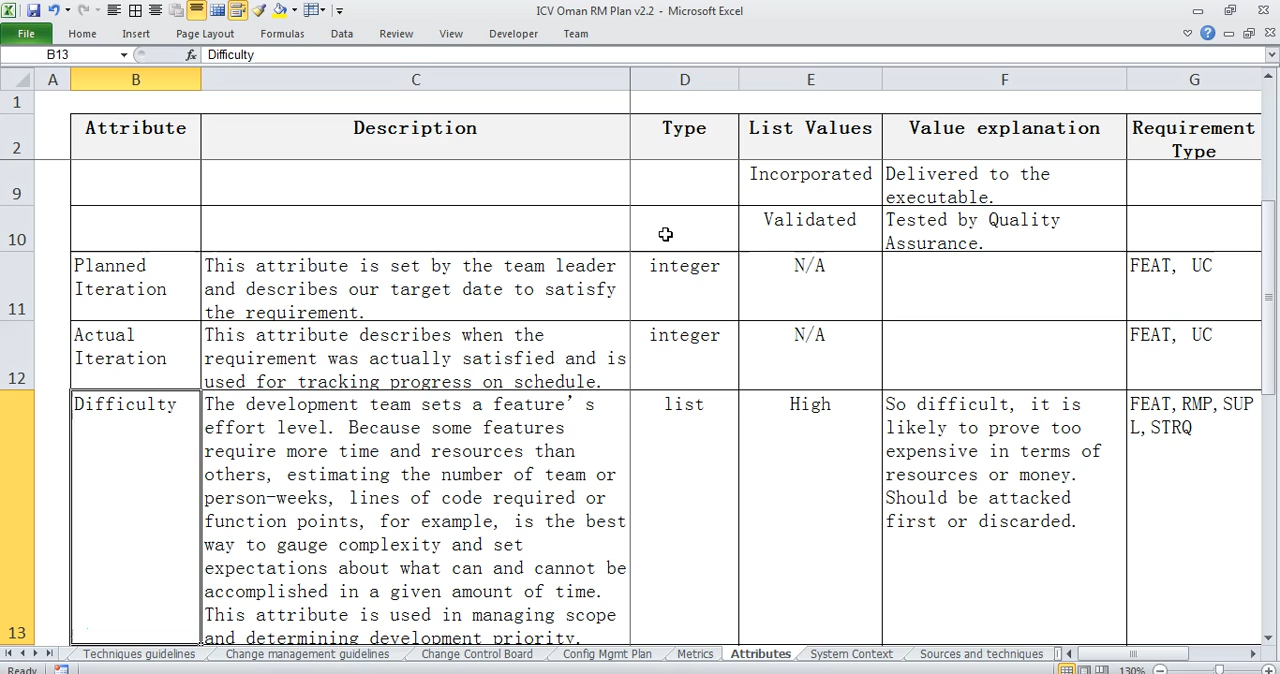 ICV Oman RM Plan v2.2 - Microsoft Excel
File Home Insert Page Layout Formulas Data Review View Developer Team
B13 fx Difficulty
A B C D E F G
1
2 Attribute Description Type List Values Value explanation Requirement
Type
9 Incorporated Delivered to the
executable.
10 Validated Tested by Quality
Assurance.
11
Planned
Iteration
This attribute is set by the team leader
and describes our target date to satisfy
the requirement.
integer
N/A
FEAT, UC
12
Actual
Iteration
This attribute describes when the
requirement was actually satisfied and is
used for tracking progress on schedule.
integer
N/A
FEAT, UC
13
Difficulty
The development team sets a feature’s
effort level. Because some features
require more time and resources than
others, estimating the number of team or
person-weeks, lines of code required or
function points, for example, is the best
way to gauge complexity and set
expectations about what can and cannot be
accomplished in a given amount of time.
This attribute is used in managing scope
and determining development priority.
list
High
So difficult, it is
likely to prove too
expensive in terms of
resources or money.
Should be attacked
first or discarded.
FEAT,RMP,SUP
L,STRQ
Techniques guidelines Change management guidelines Change Control Board Config Mgmt Plan Metrics Attributes System Context Sources and techniques
Ready 130%